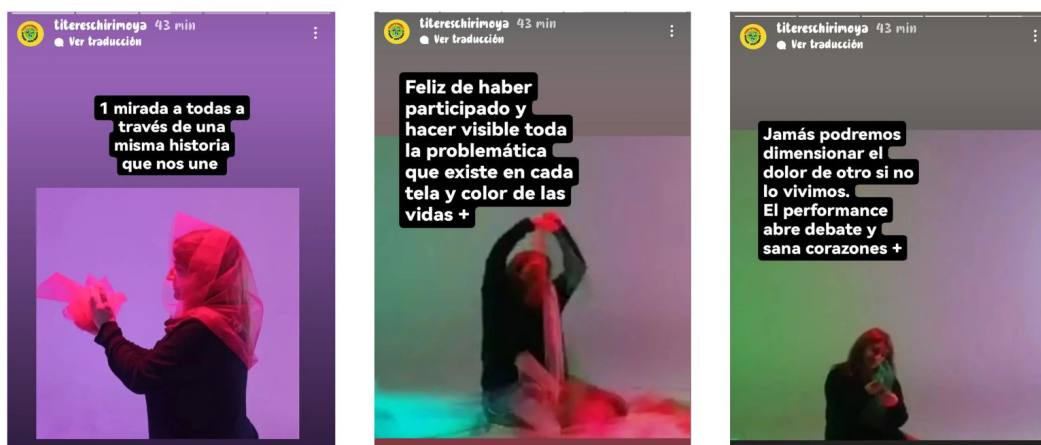 titereschirimoya 43 min
Ver traducción
1 mirada a todas a
través de una
misma historia
que nos une
titereschirimoya 43 min
Ver traducción
Feliz de haber
participado y
hacer visible toda
la problemática
que existe en cada
tela y color de las
vidas +
titereschirimoya 43 min
Ver traducción
Jamás podremos
dimensionar el
dolor de otro si no
lo vivimos.
El performance
abre debate y
sana corazones +